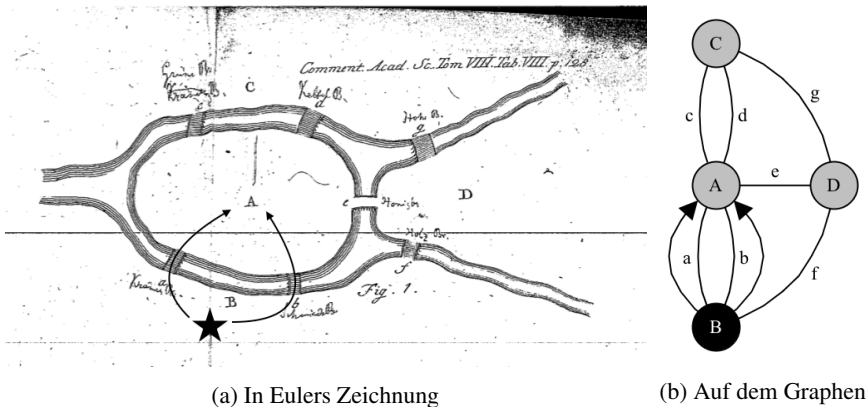 Comment. Acad. Sc. Tom VIII. Tab. VIII. p. 128
C
c
d
g
A
e
D
a
B
b
f
Fig. 1.
(a) In Eulers Zeichnung
C
c
d
g
A
e
D
a
b
f
B
(b) Auf dem Graphen